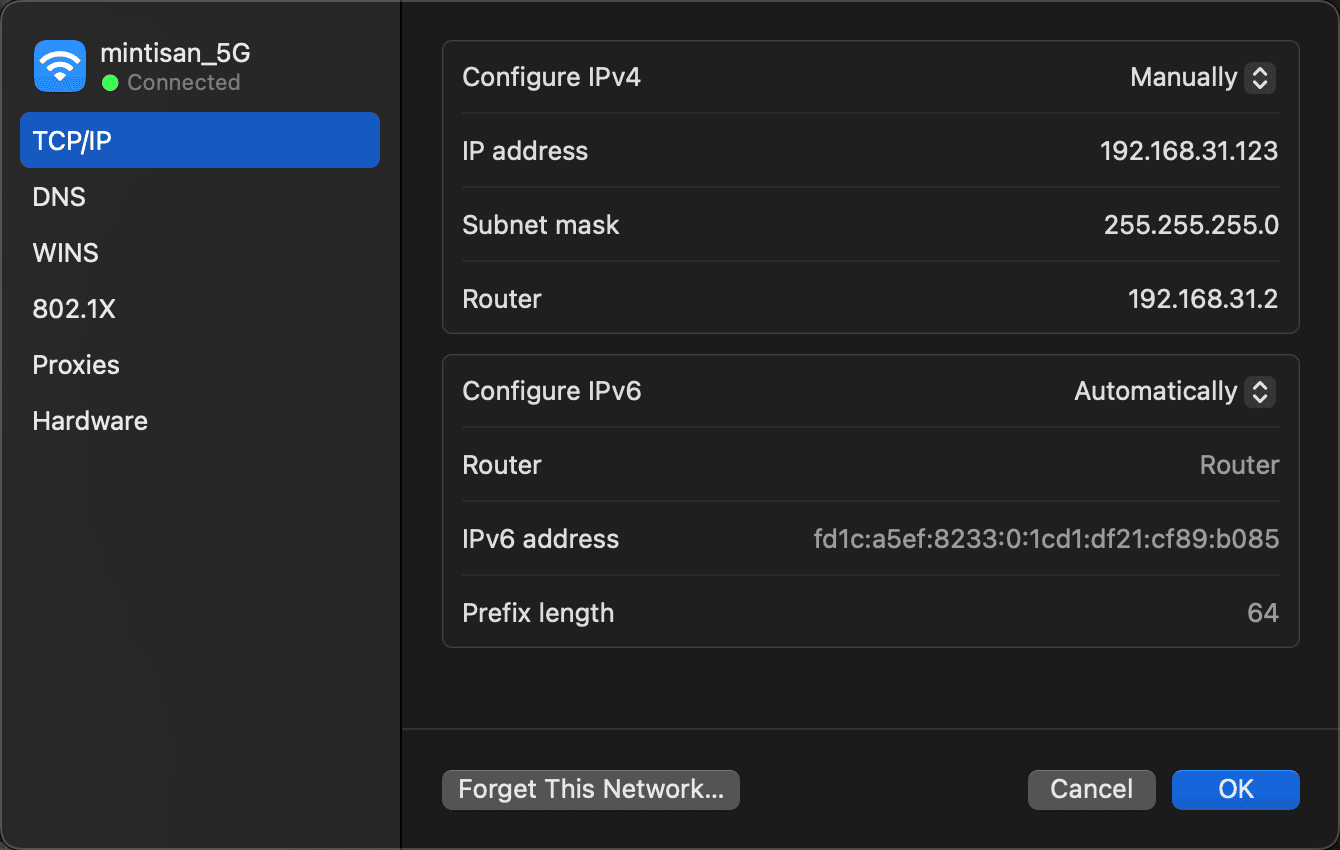 mintisan_5G
Connected
TCP/IP
DNS
WINS
802.1X
Proxies
Hardware
Configure IPv4 Manually
IP address 192.168.31.123
Subnet mask 255.255.255.0
Router 192.168.31.2
Configure IPv6 Automatically
Router Router
IPv6 address fd1c:a5ef:8233:0:1cd1:df21:cf89:b085
Prefix length 64
Forget This Network... Cancel OK